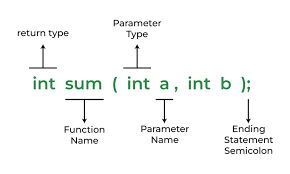 Parameter
Type
return type
int sum ( int a , int b );
Function
Name
Parameter
Name
Ending
Statement
Semicolon